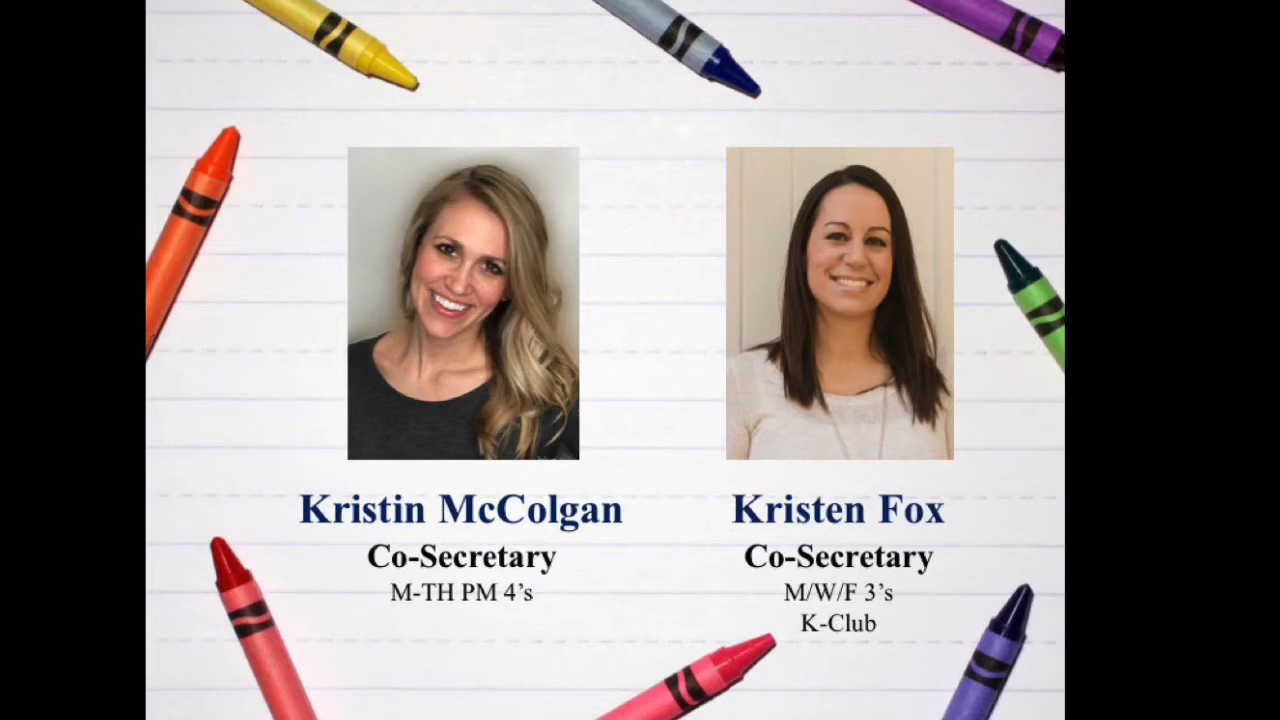 Kristin McColgan
Co-Secretary
M-TH PM 4’s
Kristen Fox
Co-Secretary
M/W/F 3’s
K-Club